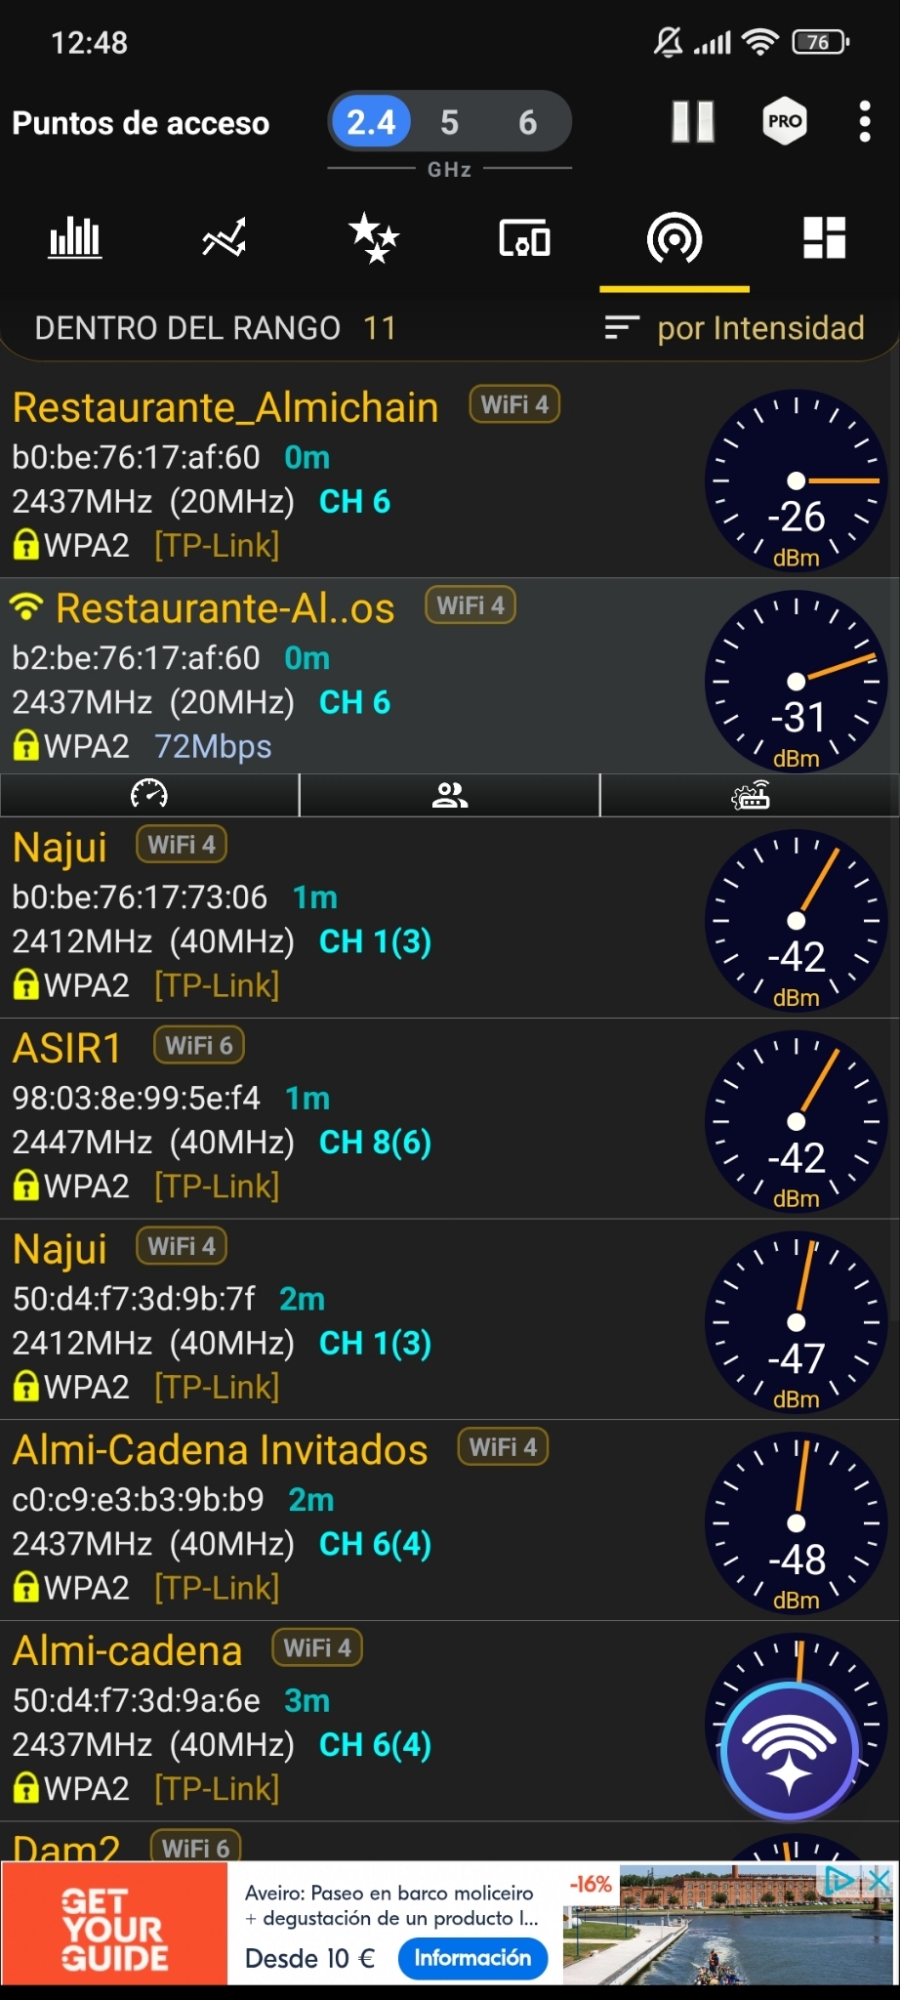 12:48
76
Puntos de acceso
2.4 5 6
PRO
GHz
DENTRO DEL RANGO 11
por Intensidad
Restaurante_Almichain WiFi 4
b0:be:76:17:af:60 0m
2437MHz (20MHz) CH 6
WPA2 [TP-Link]
-26
dBm
Restaurante-Al..os WiFi 4
b2:be:76:17:af:60 0m
2437MHz (20MHz) CH 6
WPA2 72Mbps
-31
dBm
Najui WiFi 4
b0:be:76:17:73:06 1m
2412MHz (40MHz) CH 1(3)
WPA2 [TP-Link]
-42
dBm
ASIR1 WiFi 6
98:03:8e:99:5e:f4 1m
2447MHz (40MHz) CH 8(6)
WPA2 [TP-Link]
-42
dBm
Najui WiFi 4
50:d4:f7:3d:9b:7f 2m
2412MHz (40MHz) CH 1(3)
WPA2 [TP-Link]
-47
dBm
Almi-Cadena Invitados WiFi 4
c0:c9:e3:b3:9b:b9 2m
2437MHz (40MHz) CH 6(4)
WPA2 [TP-Link]
-48
dBm
Almi-cadena WiFi 4
50:d4:f7:3d:9a:6e 3m
2437MHz (40MHz) CH 6(4)
WPA2 [TP-Link]
Dam2 WiFi 6
GET
YOUR
GUIDE
Aveiro: Paseo en barco moliceiro
+ degustación de un producto l...
Desde 10 € Información
-16%